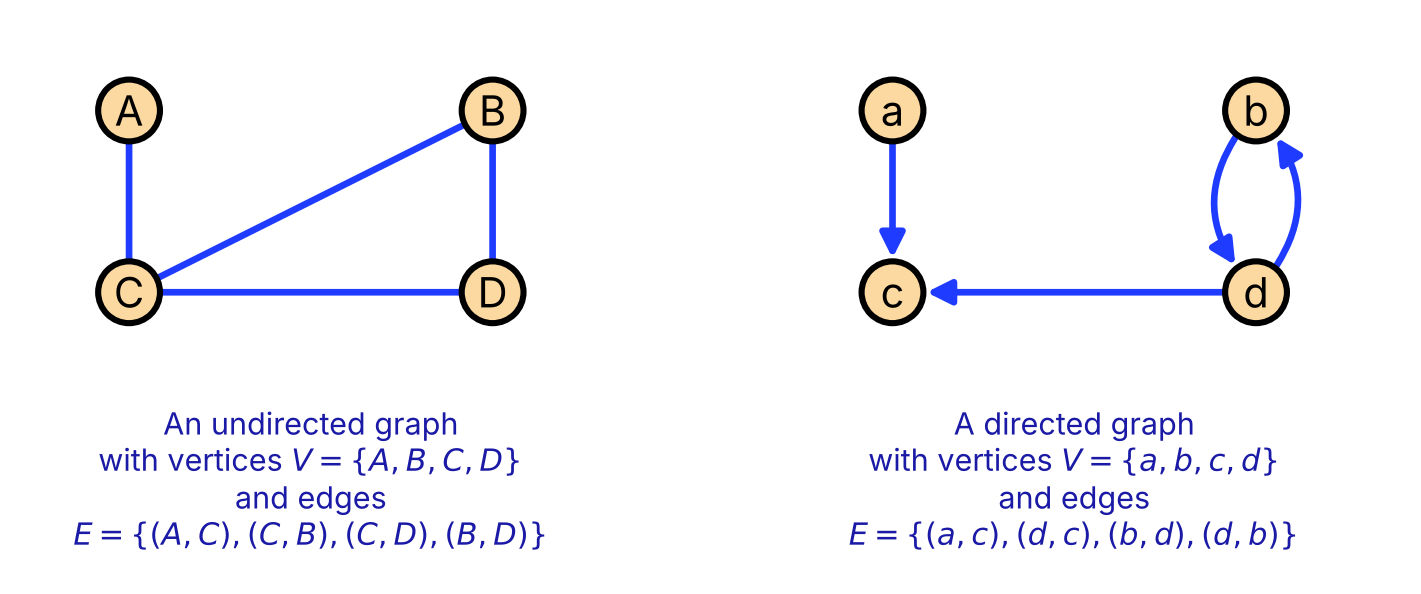 A
B
C
D
An undirected graph
with vertices V = {A, B, C, D}
and edges
E = {(A, C), (C, B), (C, D), (B, D)}
a
b
c
d
A directed graph
with vertices V = {a, b, c, d}
and edges
E = {(a, c), (d, c), (b, d), (d, b)}